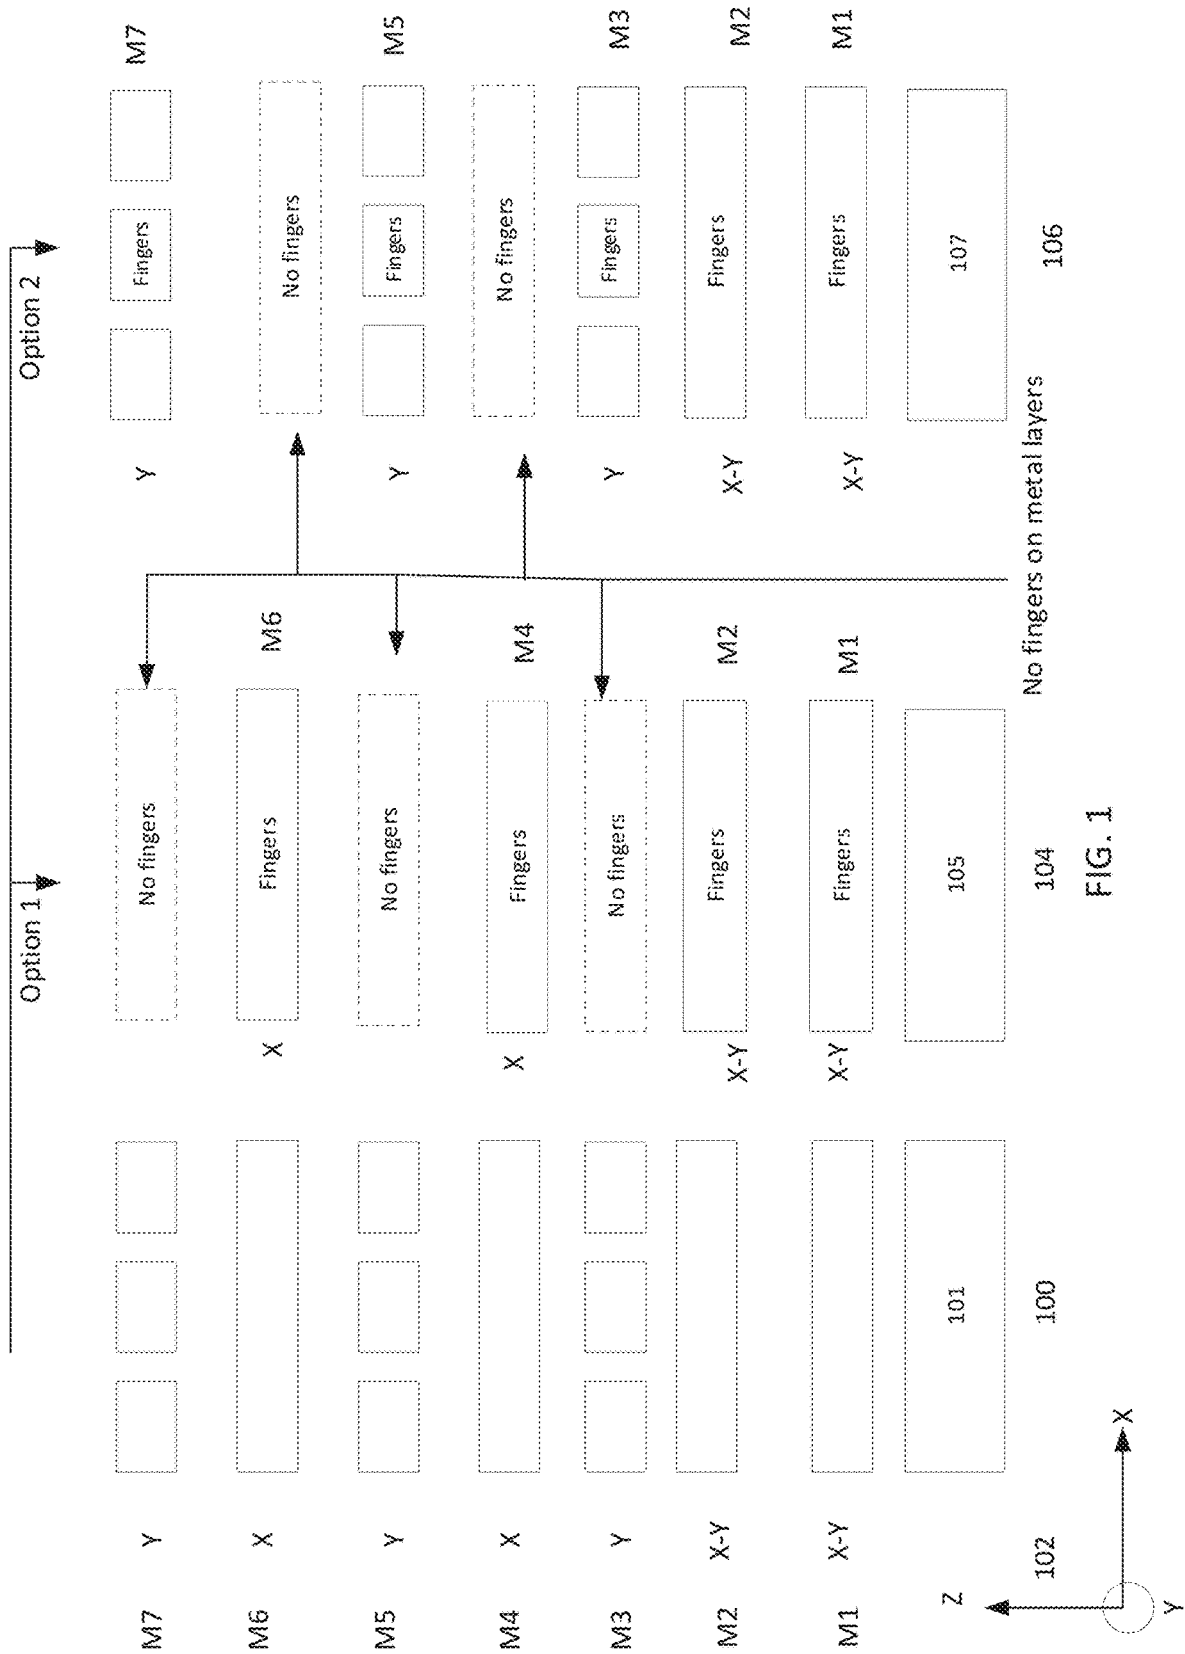 Option 1
Option 2
M7 Y
No fingers
Y Fingers M7
M6 X
X Fingers M6
No fingers
M5 Y
No fingers
Y Fingers M5
M4 X
X Fingers M4
No fingers
M3 Y
No fingers
Y Fingers M3
M2 X-Y
X-Y Fingers M2
X-Y Fingers M2
M1 X-Y
X-Y Fingers M1
X-Y Fingers M1
101
105
107
Z
102
100
104
No fingers on metal layers
106
X
Y
FIG. 1